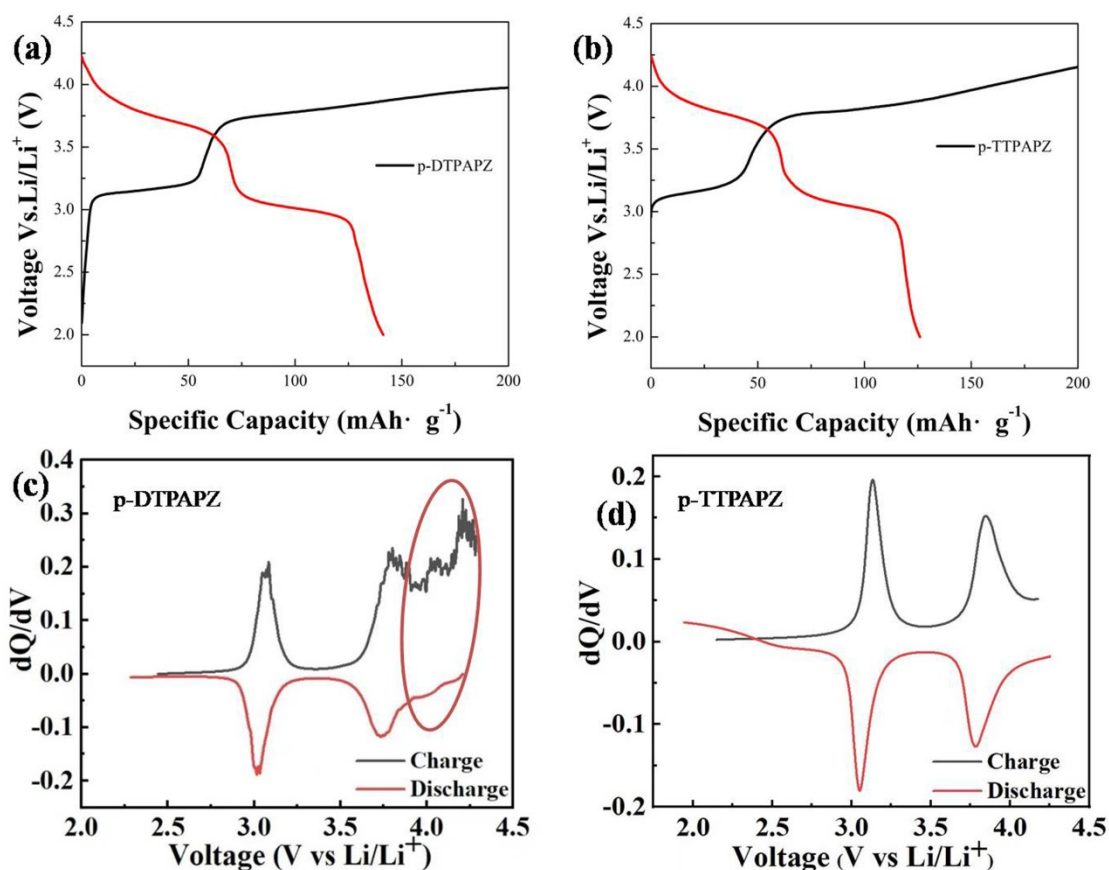 (a)
4.5
4.0
3.5
3.0
2.5
2.0
Voltage Vs.Li/Li⁺ (V)
p-DTPAPZ
0 50 100 150 200
Specific Capacity (mAh· g⁻¹)
(b)
4.5
4.0
3.5
3.0
2.5
2.0
Voltage Vs.Li/Li⁺ (V)
p-TTPAPZ
0 50 100 150 200
Specific Capacity (mAh· g⁻¹)
(c)
p-DTPAPZ
0.4
0.3
0.2
0.1
0.0
-0.1
-0.2
dQ/dV
Charge
Discharge
2.0 2.5 3.0 3.5 4.0 4.5
Voltage (V vs Li/Li⁺)
(d)
p-TTPAPZ
0.2
0.1
0.0
-0.1
-0.2
dQ/dV
Charge
Discharge
2.0 2.5 3.0 3.5 4.0 4.5
Voltage (V vs Li/Li⁺)